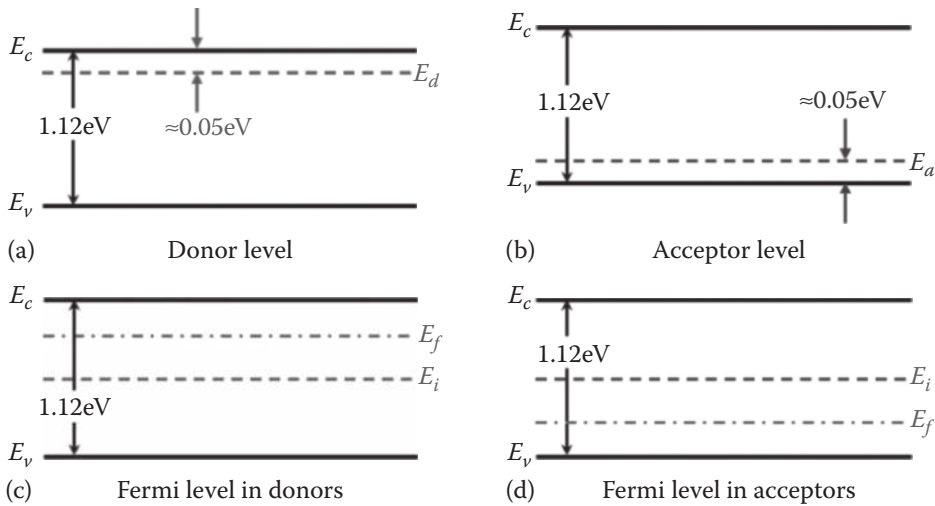 E_c
E_d
1.12eV
≈0.05eV
E_v
(a) Donor level
E_c
1.12eV
≈0.05eV
E_a
E_v
(b) Acceptor level
E_c
E_f
E_i
1.12eV
E_v
(c) Fermi level in donors
E_c
1.12eV
E_i
E_f
E_v
(d) Fermi level in acceptors